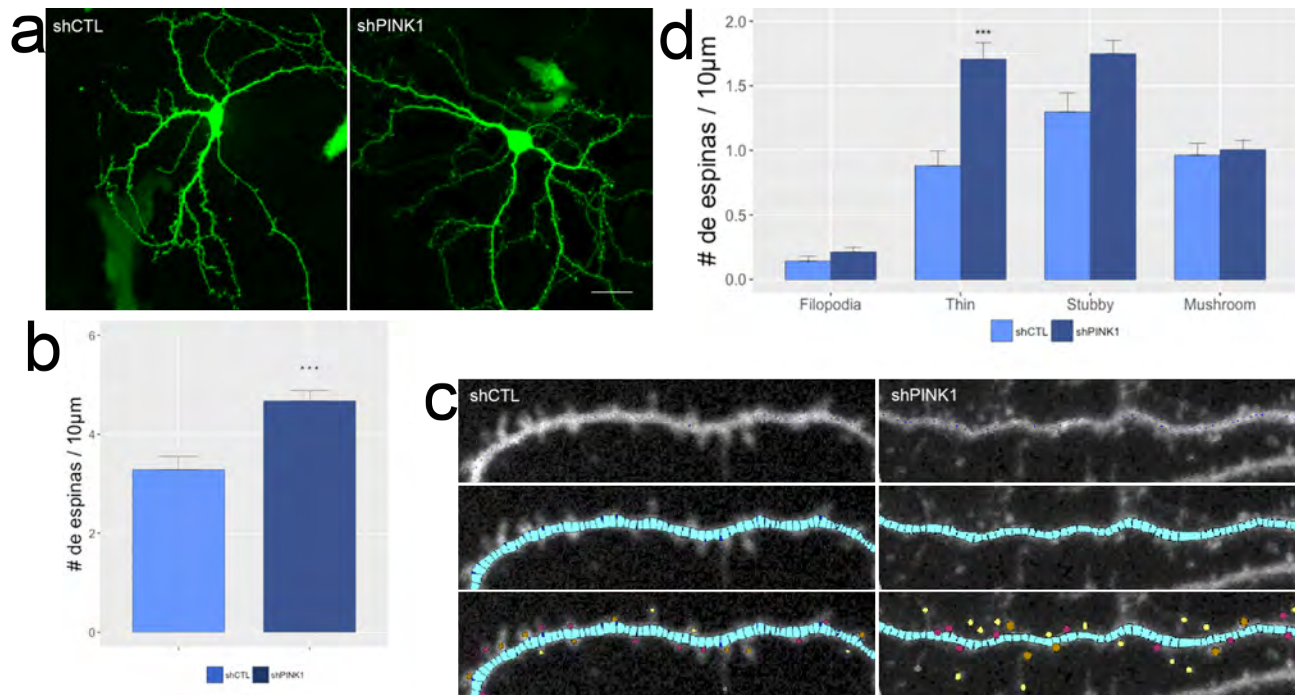 a
shCTL
shPINK1
d
# de espinas / 10µm
2.0
1.5
1.0
0.5
0.0
***
Filopodia
Thin
Stubby
Mushroom
shCTL
shPINK1
b
# de espinas / 10µm
6
4
2
0
***
shCTL
shPINK1
c
shCTL
shPINK1